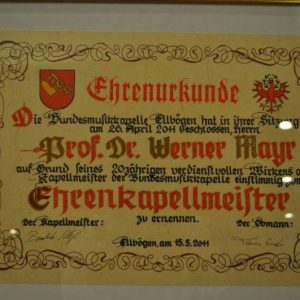 Ehrenurkunde
Die Bundesmusikkapelle Ellbögen hat in ihrer Sitzung
am 26. April 2011 beschlossen, Herrn
Prof. Dr. Werner Mayr
auf Grund seines 20jährigen verdienstvollen Wirkens als
Kapellmeister der Bundesmusikkapelle einstimmig zum
Ehrenkapellmeister
Der Kapellmeister: zu ernennen. Der Obmann:
Ellbögen, am 15.5.2011